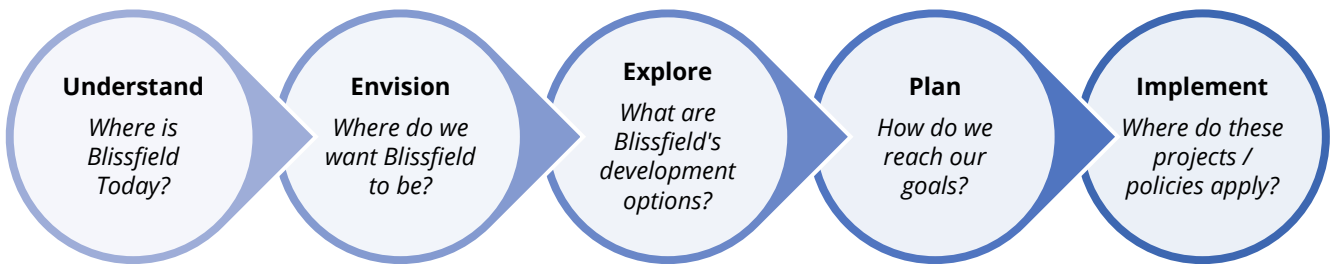 Understand
Where is
Blissfield
Today?
Envision
Where do we
want Blissfield
to be?
Explore
What are
Blissfield's
development
options?
Plan
How do we
reach our
goals?
Implement
Where do these
projects /
policies apply?